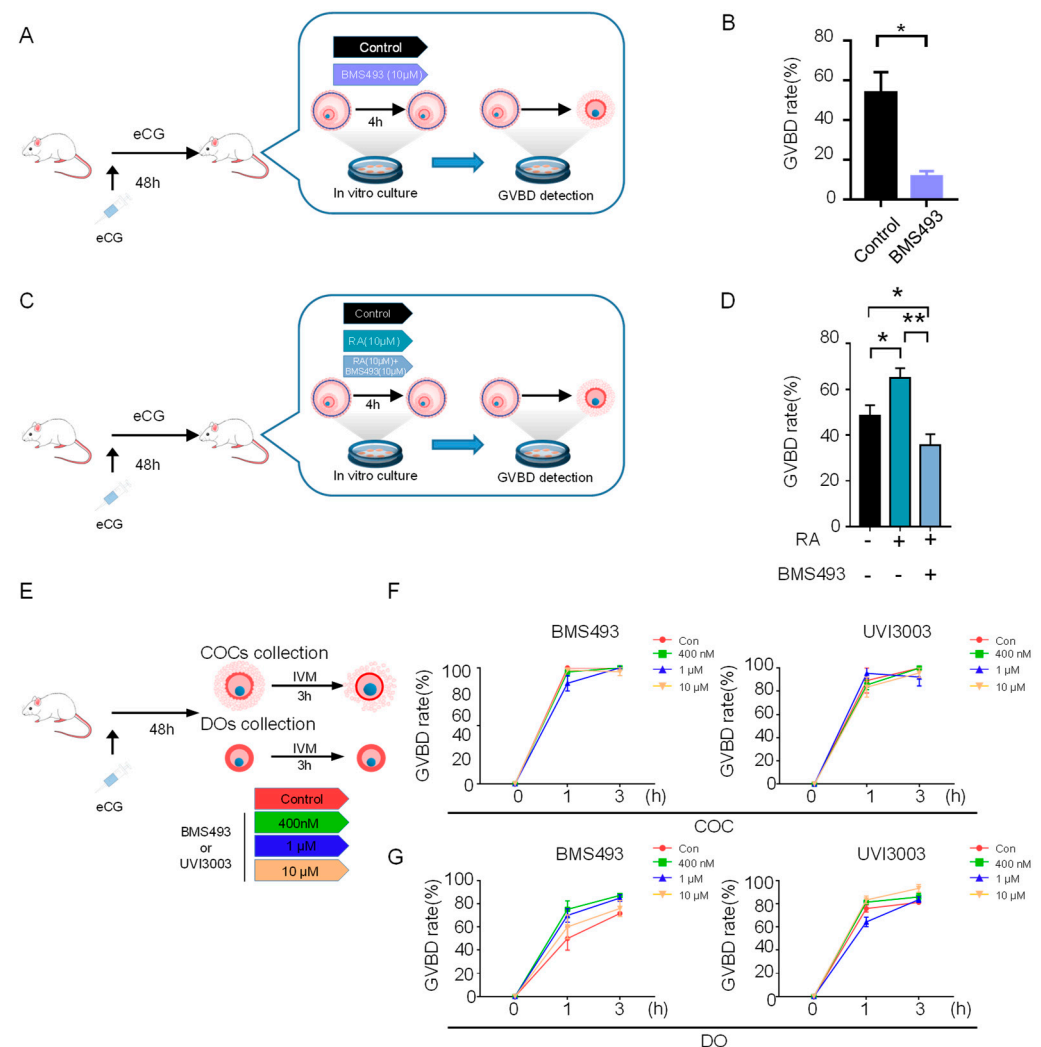 A
Control
BMS493 (10µM)
eCG
48h
eCG
4h
In vitro culture
GVBD detection
B
GVBD rate(%)
80
60
40
20
0
*
Control
BMS493
C
Control
RA(10µM)
RA(10µM)+
BMS493(10µM)
eCG
48h
eCG
4h
In vitro culture
GVBD detection
D
GVBD rate(%)
80
60
40
20
0
*
*
**
RA - + +
BMS493 - - +
E
48h
eCG
COCs collection
IVM
3h
DOs collection
IVM
3h
BMS493
or
UVI3003
Control
400nM
1 µM
10 µM
F
BMS493
Con
400 nM
1 µM
10 µM
GVBD rate(%)
100
80
60
40
20
0
0 1 3 (h)
UVI3003
Con
400 nM
1 µM
10 µM
GVBD rate(%)
100
80
60
40
20
0
0 1 3 (h)
COC
G
BMS493
Con
400 nM
1 µM
10 µM
GVBD rate(%)
100
80
60
40
20
0
0 1 3 (h)
UVI3003
Con
400 nM
1 µM
10 µM
GVBD rate(%)
100
80
60
40
20
0
0 1 3 (h)
DO